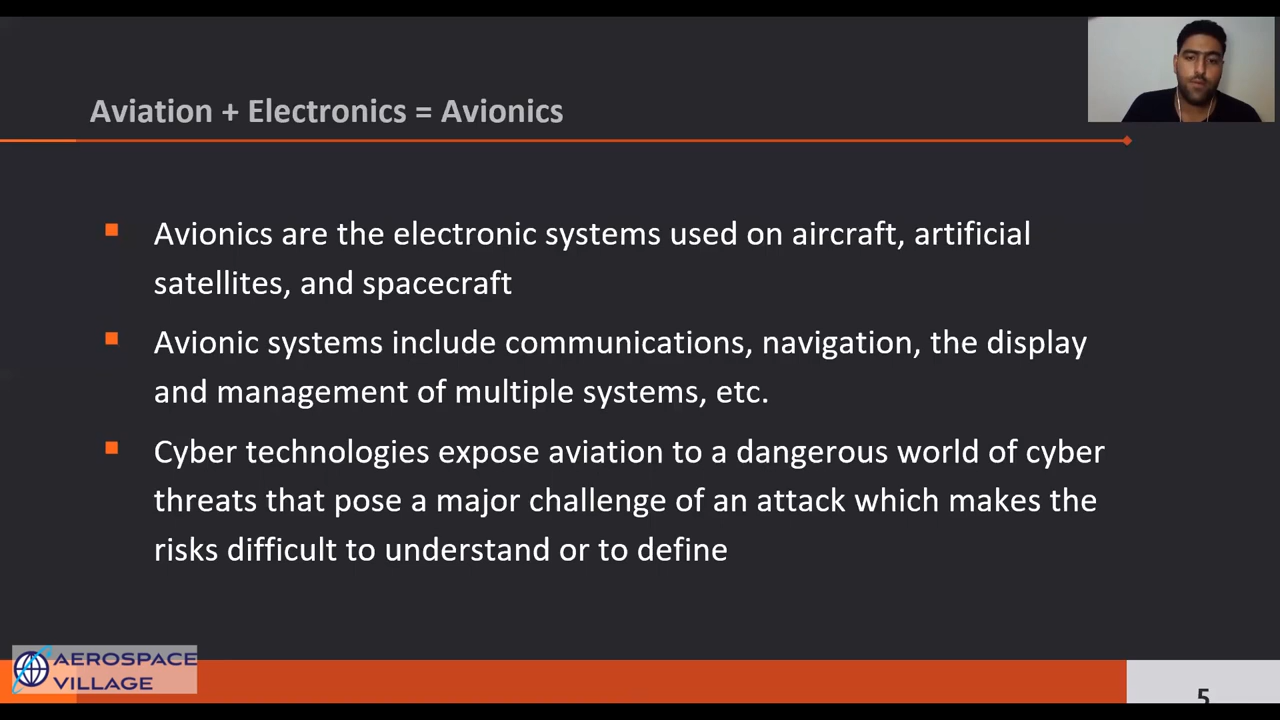 Aviation + Electronics = Avionics
Avionics are the electronic systems used on aircraft, artificial
satellites, and spacecraft
Avionic systems include communications, navigation, the display
and management of multiple systems, etc.
Cyber technologies expose aviation to a dangerous world of cyber
threats that pose a major challenge of an attack which makes the
risks difficult to understand or to define
AEROSPACE
VILLAGE
5